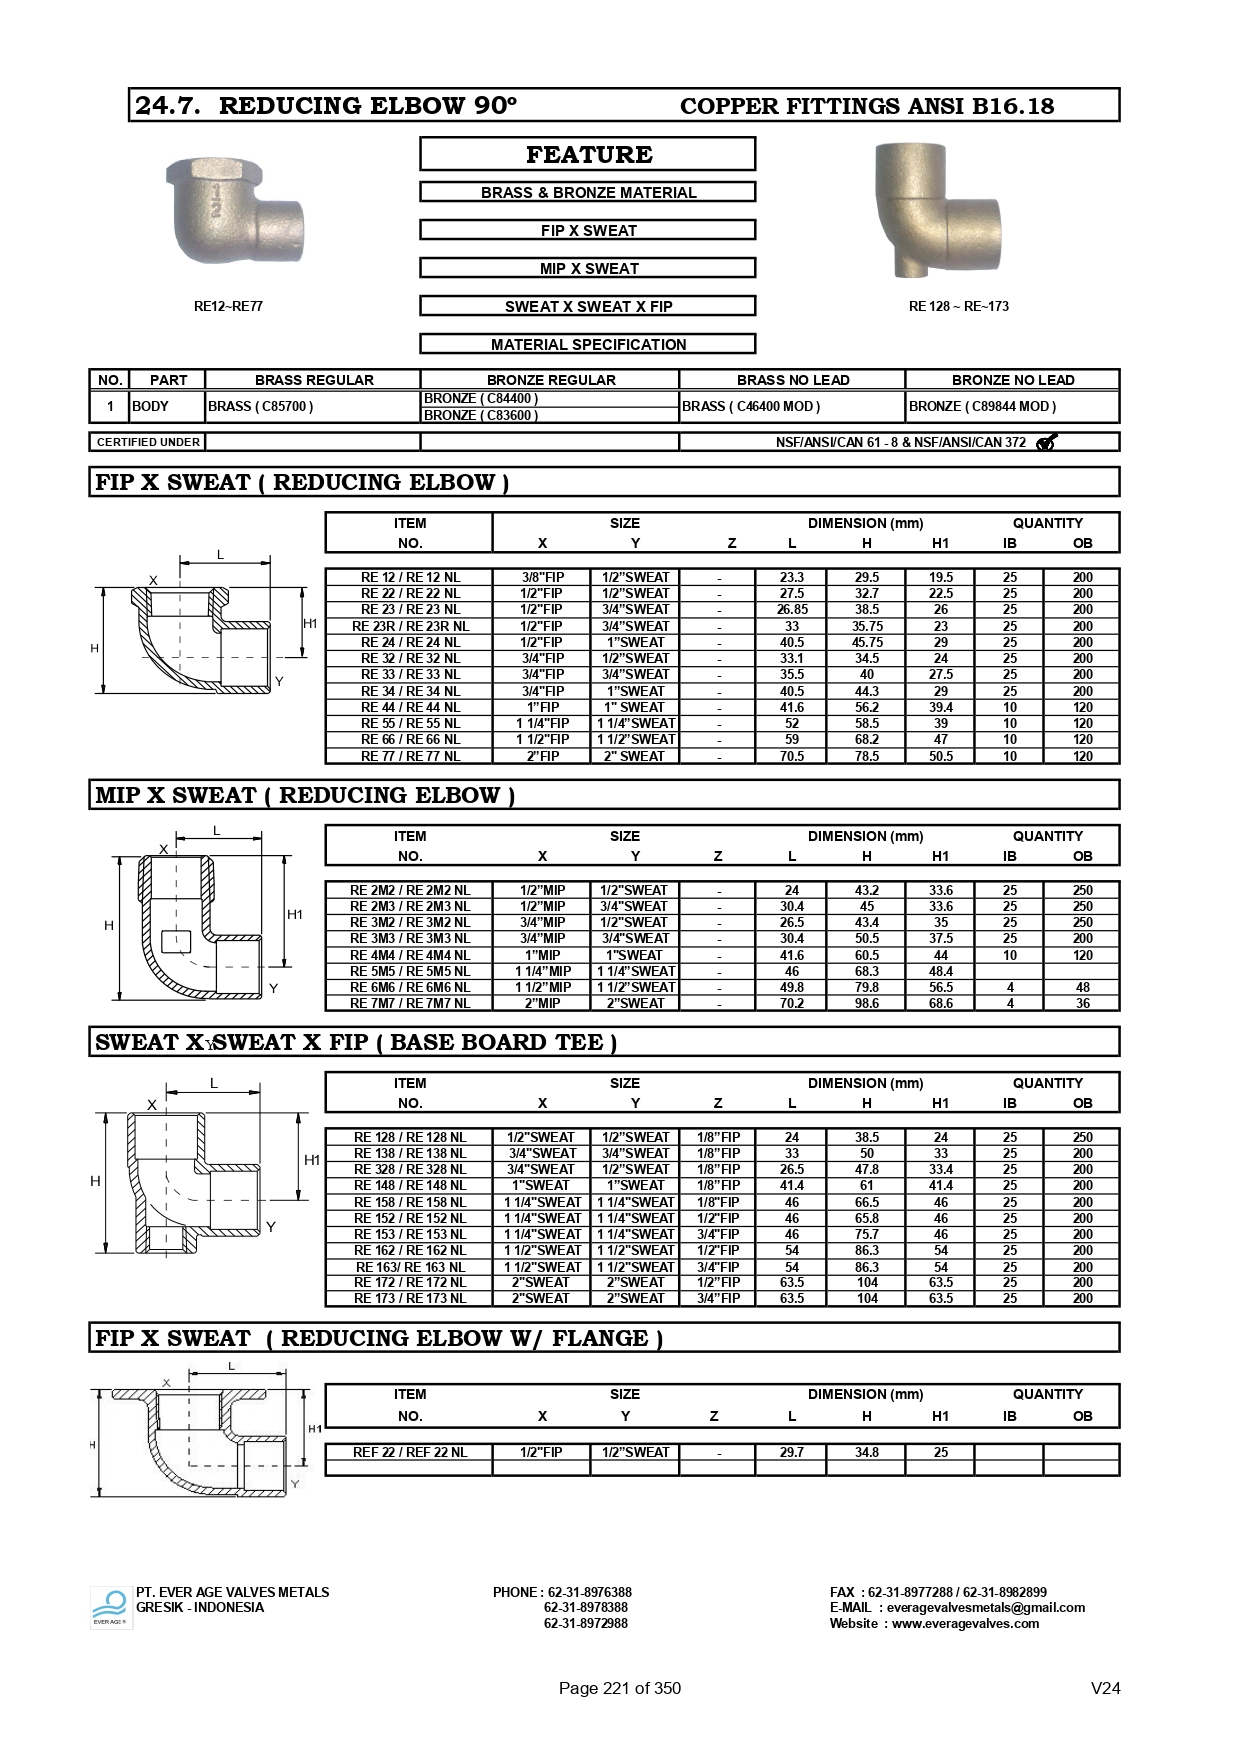 24.7. REDUCING ELBOW 90º COPPER FITTINGS ANSI B16.18
FEATURE
BRASS & BRONZE MATERIAL
FIP X SWEAT
MIP X SWEAT
RE12~RE77 SWEAT X SWEAT X FIP RE 128 ~ RE~173
MATERIAL SPECIFICATION
NO. PART BRASS REGULAR BRONZE REGULAR BRASS NO LEAD BRONZE NO LEAD
1 BODY BRASS ( C85700 ) BRONZE ( C84400 ) BRASS ( C46400 MOD ) BRONZE ( C89844 MOD )
BRONZE ( C83600 )
CERTIFIED UNDER NSF/ANSI/CAN 61 - 8 & NSF/ANSI/CAN 372
FIP X SWEAT ( REDUCING ELBOW )
ITEM SIZE DIMENSION (mm) QUANTITY
NO. X Y Z L H H1 IB OB
L X H1 H Y
RE 12 / RE 12 NL 3/8"FIP 1/2”SWEAT - 23.3 29.5 19.5 25 200
RE 22 / RE 22 NL 1/2"FIP 1/2”SWEAT - 27.5 32.7 22.5 25 200
RE 23 / RE 23 NL 1/2"FIP 3/4”SWEAT - 26.85 38.5 26 25 200
RE 23R / RE 23R NL 1/2"FIP 3/4”SWEAT - 33 35.75 23 25 200
RE 24 / RE 24 NL 1/2"FIP 1”SWEAT - 40.5 45.75 29 25 200
RE 32 / RE 32 NL 3/4"FIP 1/2”SWEAT - 33.1 34.5 24 25 200
RE 33 / RE 33 NL 3/4"FIP 3/4”SWEAT - 35.5 40 27.5 25 200
RE 34 / RE 34 NL 3/4"FIP 1”SWEAT - 40.5 44.3 29 25 200
RE 44 / RE 44 NL 1”FIP 1" SWEAT - 41.6 56.2 39.4 10 120
RE 55 / RE 55 NL 1 1/4"FIP 1 1/4”SWEAT - 52 58.5 39 10 120
RE 66 / RE 66 NL 1 1/2"FIP 1 1/2”SWEAT - 59 68.2 47 10 120
RE 77 / RE 77 NL 2”FIP 2" SWEAT - 70.5 78.5 50.5 10 120
MIP X SWEAT ( REDUCING ELBOW )
ITEM SIZE DIMENSION (mm) QUANTITY
NO. X Y Z L H H1 IB OB
L X H H1 Y
RE 2M2 / RE 2M2 NL 1/2”MIP 1/2"SWEAT - 24 43.2 33.6 25 250
RE 2M3 / RE 2M3 NL 1/2”MIP 3/4"SWEAT - 30.4 45 33.6 25 250
RE 3M2 / RE 3M2 NL 3/4”MIP 1/2"SWEAT - 26.5 43.4 35 25 250
RE 3M3 / RE 3M3 NL 3/4”MIP 3/4"SWEAT - 30.4 50.5 37.5 25 200
RE 4M4 / RE 4M4 NL 1”MIP 1"SWEAT - 41.6 60.5 44 10 120
RE 5M5 / RE 5M5 NL 1 1/4”MIP 1 1/4”SWEAT - 46 68.3 48.4
RE 6M6 / RE 6M6 NL 1 1/2”MIP 1 1/2”SWEAT - 49.8 79.8 56.5 4 48
RE 7M7 / RE 7M7 NL 2”MIP 2”SWEAT - 70.2 98.6 68.6 4 36
SWEAT X SWEAT X FIP ( BASE BOARD TEE )
Y
ITEM SIZE DIMENSION (mm) QUANTITY
NO. X Y Z L H H1 IB OB
L X H1 H Y
RE 128 / RE 128 NL 1/2"SWEAT 1/2”SWEAT 1/8”FIP 24 38.5 24 25 250
RE 138 / RE 138 NL 3/4"SWEAT 3/4”SWEAT 1/8”FIP 33 50 33 25 200
RE 328 / RE 328 NL 3/4"SWEAT 1/2”SWEAT 1/8”FIP 26.5 47.8 33.4 25 200
RE 148 / RE 148 NL 1"SWEAT 1”SWEAT 1/8”FIP 41.4 61 41.4 25 200
RE 158 / RE 158 NL 1 1/4"SWEAT 1 1/4"SWEAT 1/8"FIP 46 66.5 46 25 200
RE 152 / RE 152 NL 1 1/4"SWEAT 1 1/4"SWEAT 1/2"FIP 46 65.8 46 25 200
RE 153 / RE 153 NL 1 1/4"SWEAT 1 1/4"SWEAT 3/4"FIP 46 75.7 46 25 200
RE 162 / RE 162 NL 1 1/2"SWEAT 1 1/2"SWEAT 1/2"FIP 54 86.3 54 25 200
RE 163/ RE 163 NL 1 1/2"SWEAT 1 1/2"SWEAT 3/4"FIP 54 86.3 54 25 200
RE 172 / RE 172 NL 2"SWEAT 2”SWEAT 1/2”FIP 63.5 104 63.5 25 200
RE 173 / RE 173 NL 2"SWEAT 2”SWEAT 3/4”FIP 63.5 104 63.5 25 200
FIP X SWEAT ( REDUCING ELBOW W/ FLANGE )
ITEM SIZE DIMENSION (mm) QUANTITY
NO. X Y Z L H H1 IB OB
L X H1 H Y
REF 22 / REF 22 NL 1/2"FIP 1/2”SWEAT - 29.7 34.8 25
EVER AGE ®
PT. EVER AGE VALVES METALS PHONE : 62-31-8976388 FAX : 62-31-8977288 / 62-31-8982899
GRESIK - INDONESIA 62-31-8978388 E-MAIL : everagevalvesmetals@gmail.com
62-31-8972988 Website : www.everagevalves.com
Page 221 of 350 V24